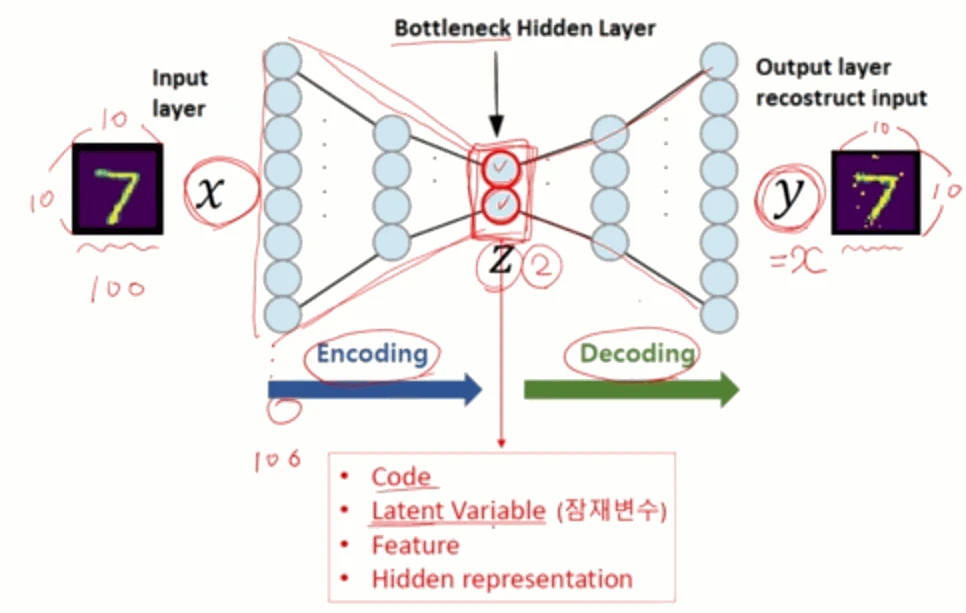 Bottleneck Hidden Layer
Input
layer
Output layer
recostruct input
10
10
x
100
z
2
y
=x
10
10
Encoding
Decoding
100
• Code
• Latent Variable (잠재변수)
• Feature
• Hidden representation